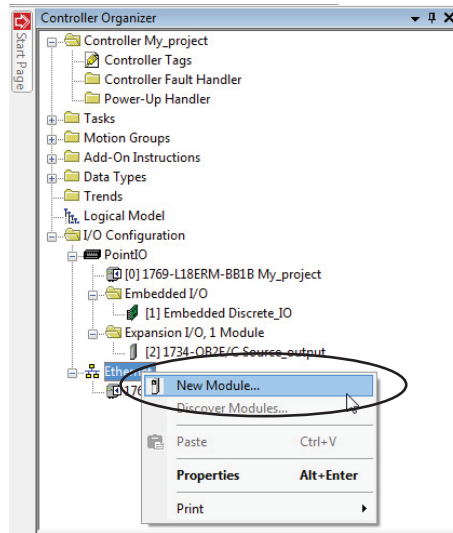 Controller Organizer
Start Page
Controller My_project
Controller Tags
Controller Fault Handler
Power-Up Handler
Tasks
Motion Groups
Add-On Instructions
Data Types
Trends
Logical Model
I/O Configuration
PointIO
[0] 1769-L18ERM-BB1B My_project
Embedded I/O
[1] Embedded Discrete_IO
Expansion I/O, 1 Module
[2] 1734-OB2E/C Source_output
Ethernet
176
New Module...
Discover Modules...
Paste Ctrl+V
Properties Alt+Enter
Print